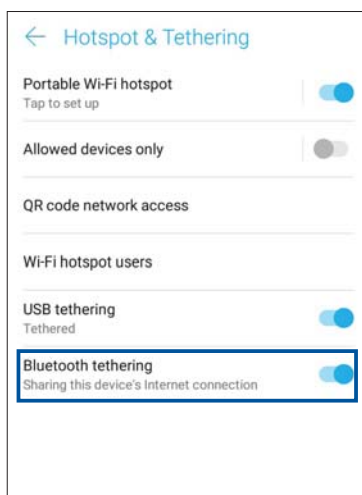 Hotspot & Tethering
Portable Wi-Fi hotspot
Tap to set up
Allowed devices only
QR code network access
Wi-Fi hotspot users
USB tethering
Tethered
Bluetooth tethering
Sharing this device's Internet connection